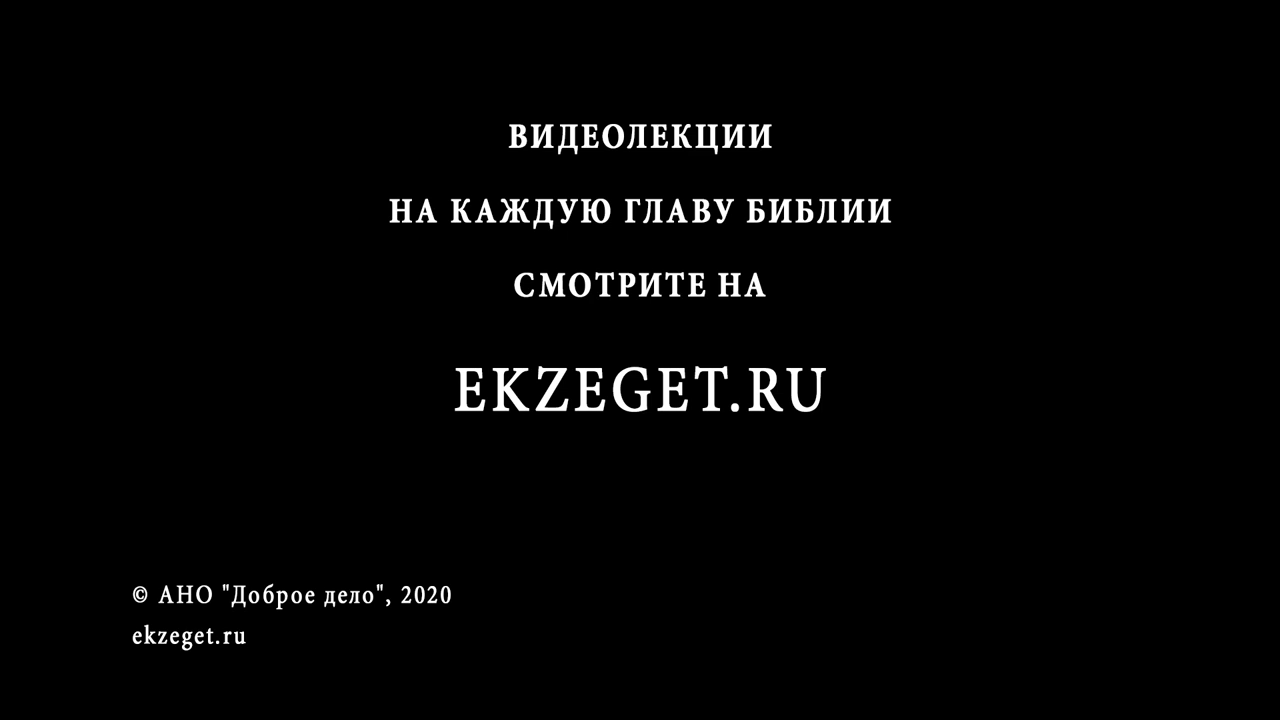 ВИДЕОЛЕКЦИИ
НА КАЖДУЮ ГЛАВУ БИБЛИИ
СМОТРИТЕ НА
EKZEGET.RU
© АНО "Доброе дело", 2020
ekzeget.ru